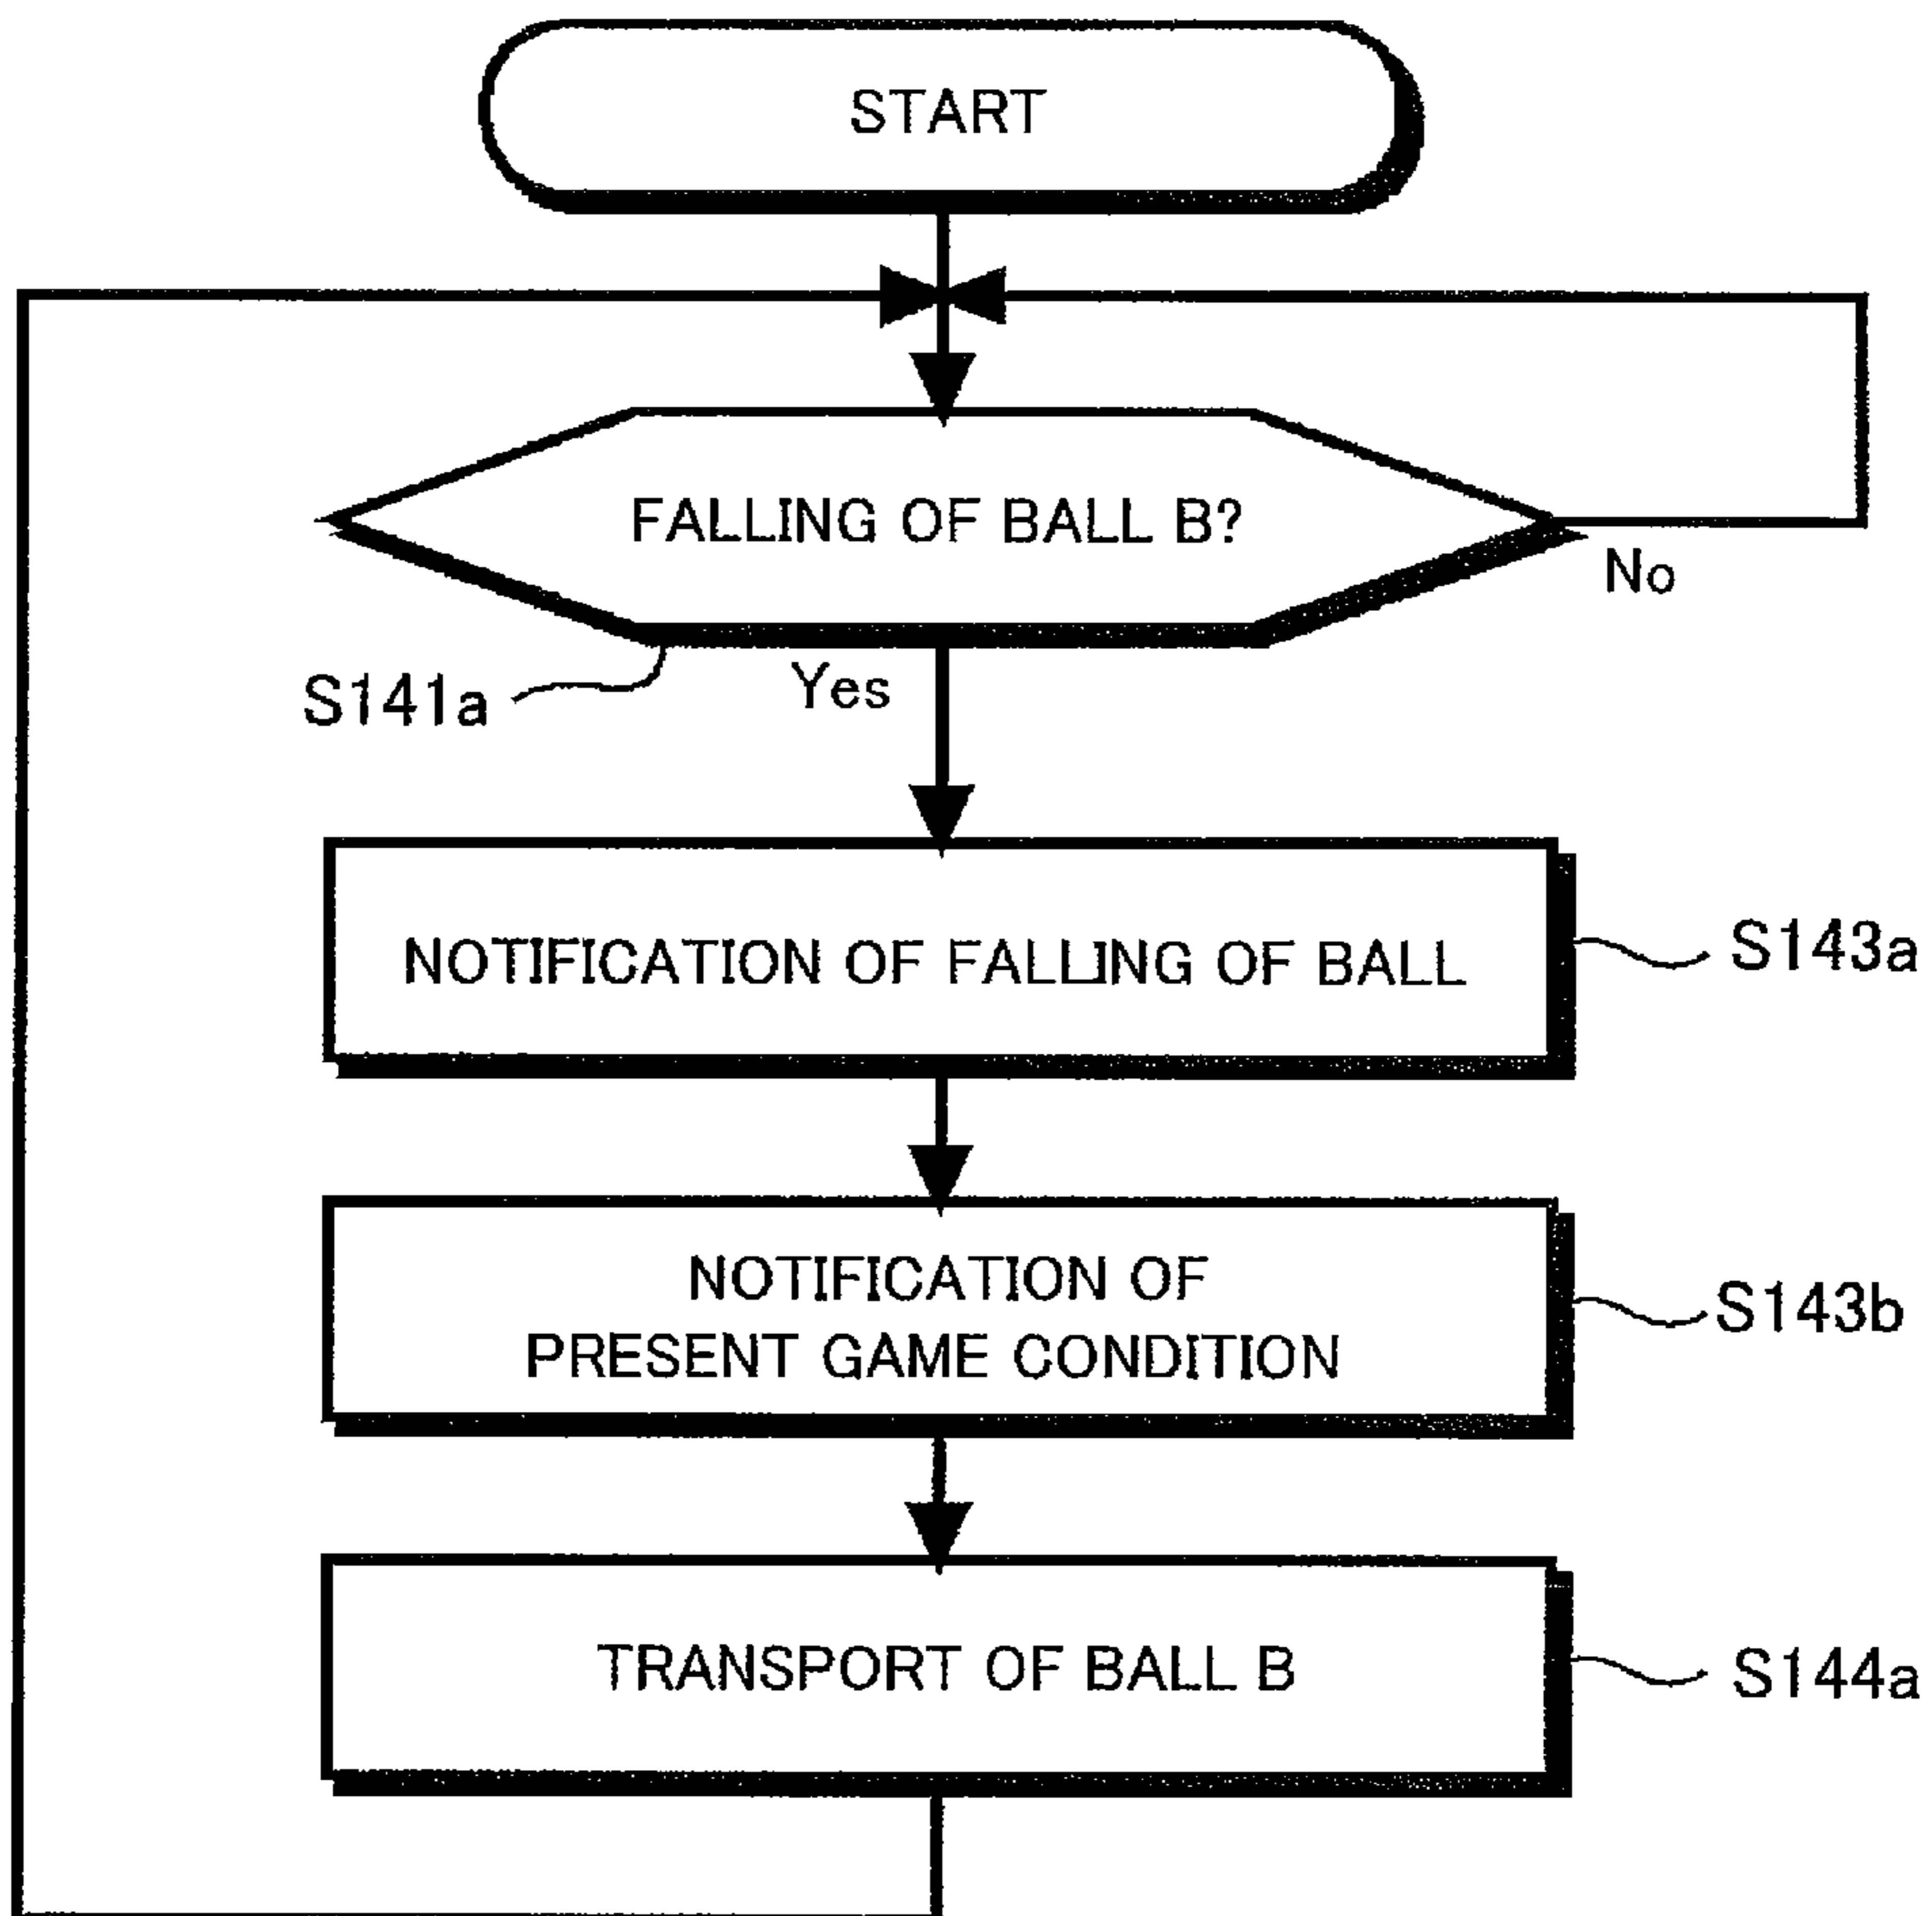 START
FALLING OF BALL B?
No
S141a
Yes
NOTIFICATION OF FALLING OF BALL
S143a
NOTIFICATION OF
PRESENT GAME CONDITION
S143b
TRANSPORT OF BALL B
S144a